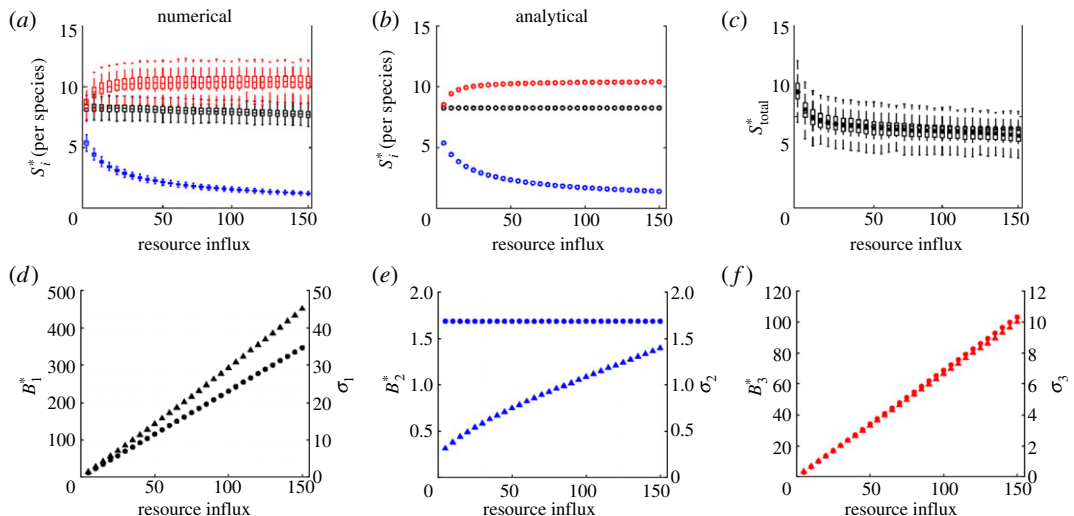 (a) numerical
15
10
5
0 50 100 150
S*i (per species)
resource influx
(b) analytical
15
10
5
0 50 100 150
S*i (per species)
resource influx
(c)
15
10
5
0 50 100 150
S*total
resource influx
(d)
500
400
300
200
100
0 50 100 150
B*1
50
40
30
20
10
0
σ1
resource influx
(e)
2.0
1.5
1.0
0.5
0 50 100 150
B*2
2.0
1.5
1.0
0.5
0
σ2
resource influx
(f)
120
100
80
60
40
20
0 50 100 150
B*3
12
10
8
6
4
2
0
σ3
resource influx